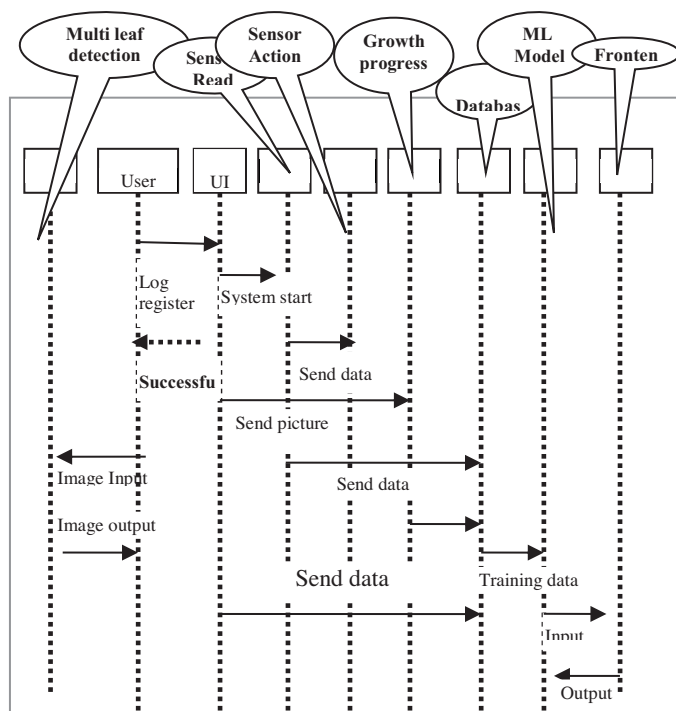 Multi leaf
detection
Sens
Read
Sensor
Action
Growth
progress
Databas
ML
Model
Fronten
User
UI
Log
register
System start
Successfu
Send data
Send picture
Image Input
Send data
Image output
Send data
Training data
Input
Output